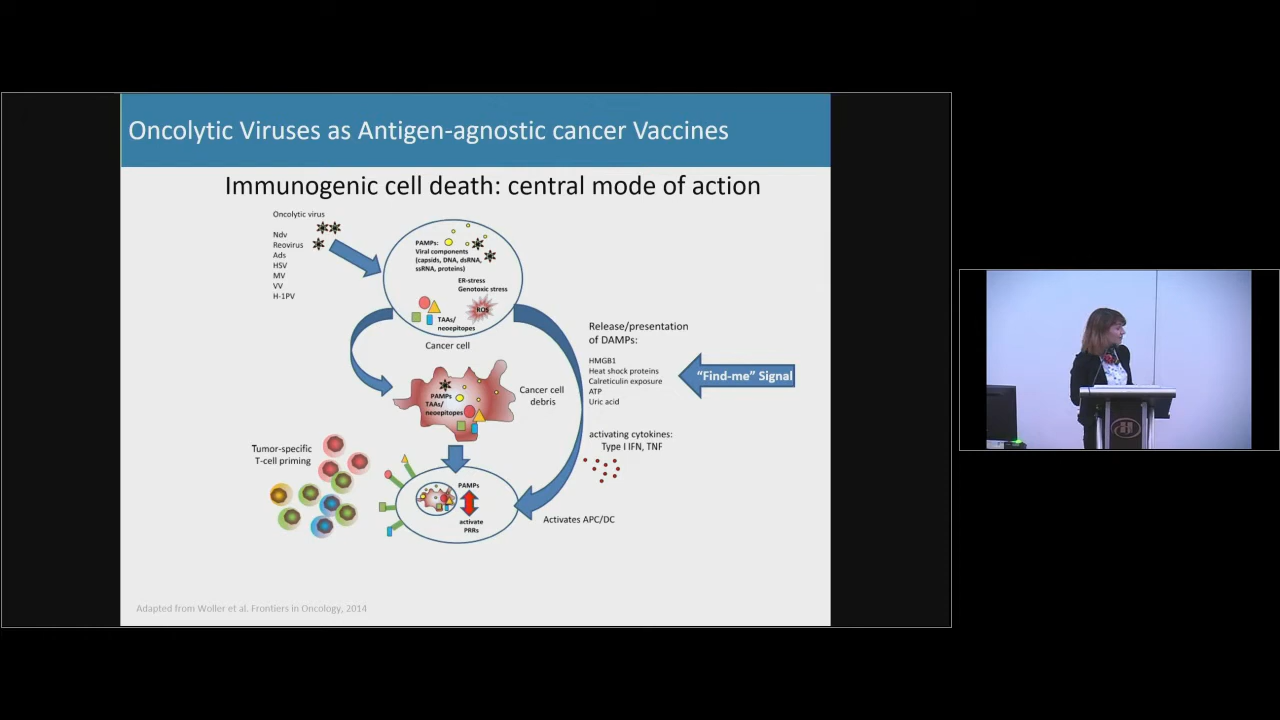 Oncolytic Viruses as Antigen-agnostic cancer Vaccines
Immunogenic cell death: central mode of action
Oncolytic virus
Ndv
Reovirus
Ads
HSV
MV
VV
H-1PV
PAMPs:
Viral components
(capsids, DNA, dsRNA,
ssRNA, proteins)
ER-stress
Genotoxic stress
ROS
TAAs/
neoepitopes
Cancer cell
Release/presentation
of DAMPs:
HMGB1
Heat shock proteins
Calreticulin exposure
ATP
Uric acid
"Find-me" Signal
PAMPs
TAAs/
neoepitopes
Cancer cell
debris
activating cytokines:
Type I IFN, TNF
Tumor-specific
T-cell priming
PAMPs
activate
PRRs
Activates APC/DC
Adapted from Woller et al. Frontiers in Oncology, 2014
H